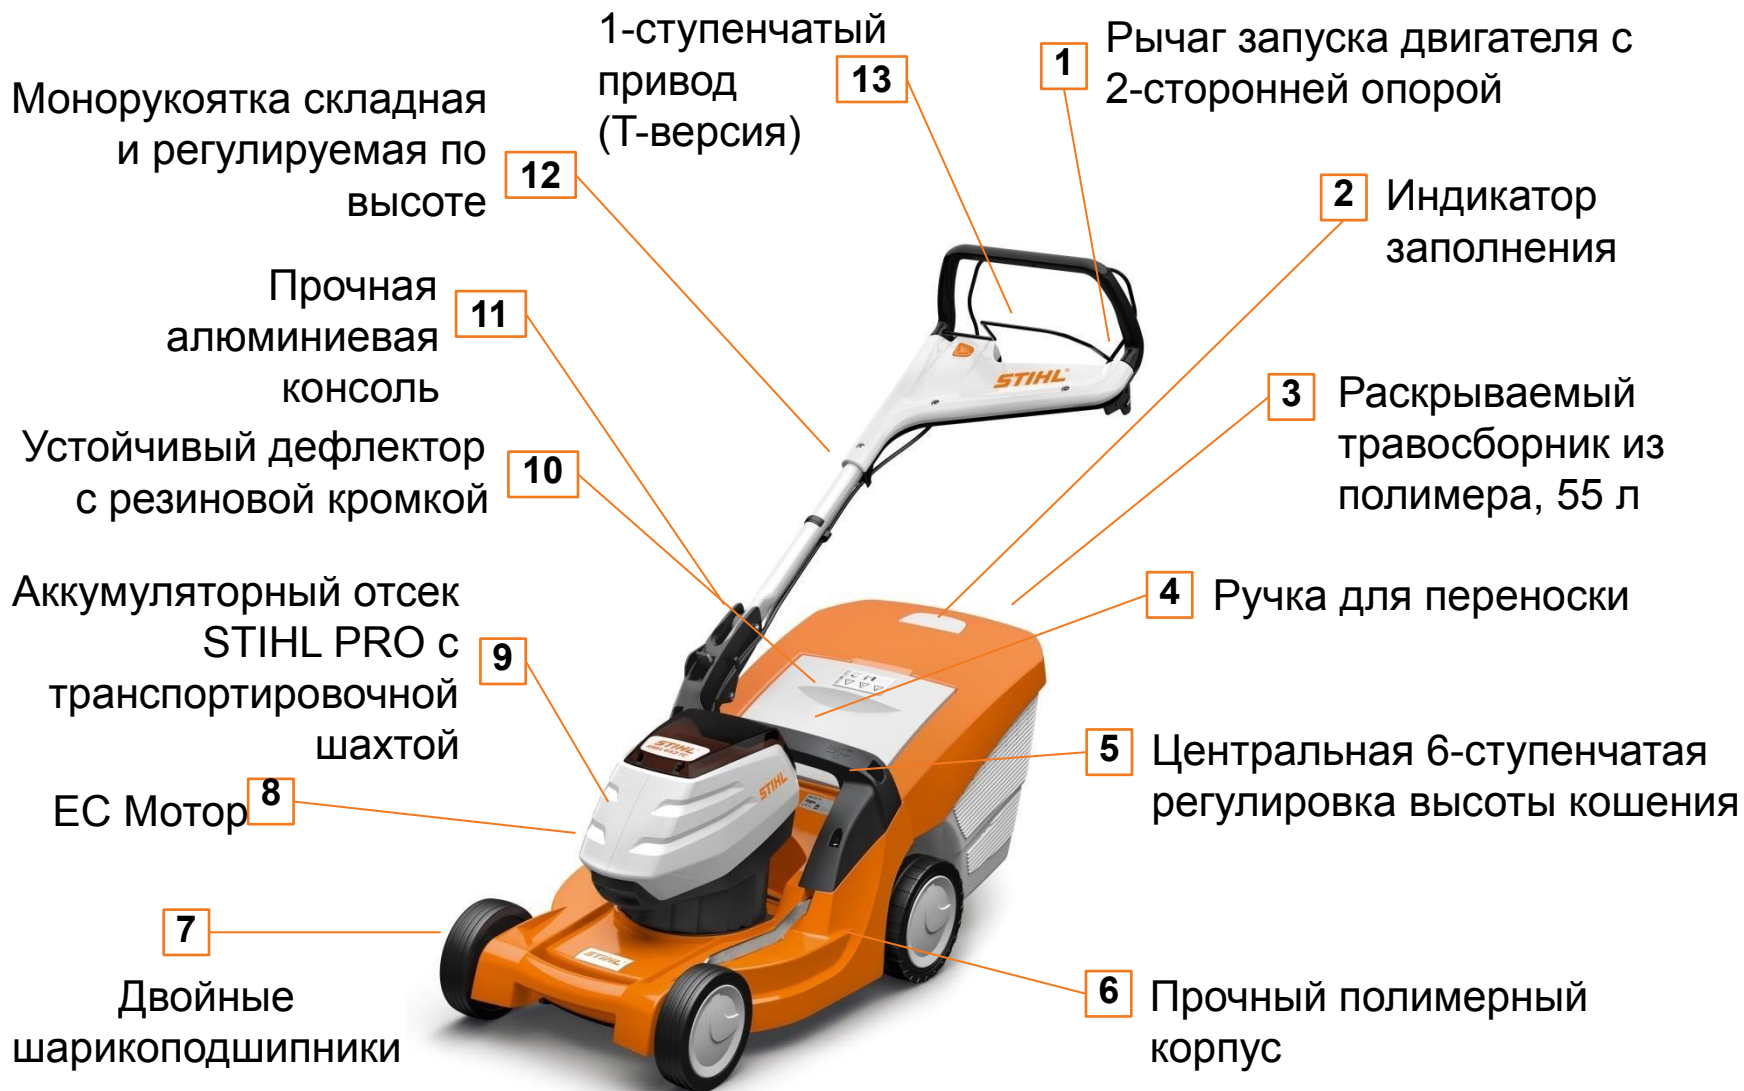 1-ступенчатый
привод
(Т-версия)
13
1
Рычаг запуска двигателя с
2-сторонней опорой
Монорукоятка складная
и регулируемая по
высоте
12
2
Индикатор
заполнения
Прочная
алюминиевая
консоль
11
STIHL
3
Раскрываемый
травосборник из
полимера, 55 л
Устойчивый дефлектор
с резиновой кромкой
10
4
Ручка для переноски
Аккумуляторный отсек
STIHL PRO с
транспортировочной
шахтой
9
STIHL
STIHL
5
Центральная 6-ступенчатая
регулировка высоты кошения
ЕС Мотор
8
7
Двойные
шарикоподшипники
STIHL
6
Прочный полимерный
корпус